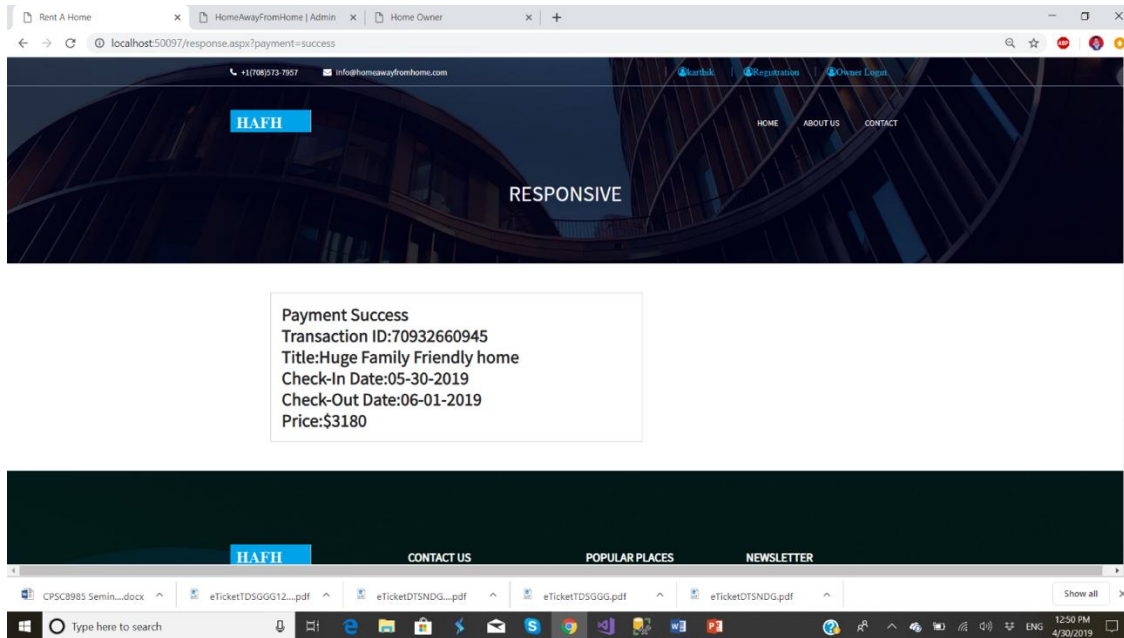 Rent A Home
HomeAwayFromHome | Admin
Home Owner
localhost:50097/response.aspx?payment=success
ABP
+1(708)573-7957
info@homeawayfromhome.com
karthik
Registration
Owner Login
HAFH
HOME
ABOUT US
CONTACT
RESPONSIVE
Payment Success
Transaction ID:70932660945
Title:Huge Family Friendly home
Check-In Date:05-30-2019
Check-Out Date:06-01-2019
Price:$3180
HAFH
CONTACT US
POPULAR PLACES
NEWSLETTER
CPSC8985 Semin....docx
eTicketTDSGGG12....pdf
eTicketDTSNDG....pdf
eTicketTDSGGG.pdf
eTicketDTSNDG.pdf
Show all
Type here to search
ENG
12:50 PM
4/30/2019